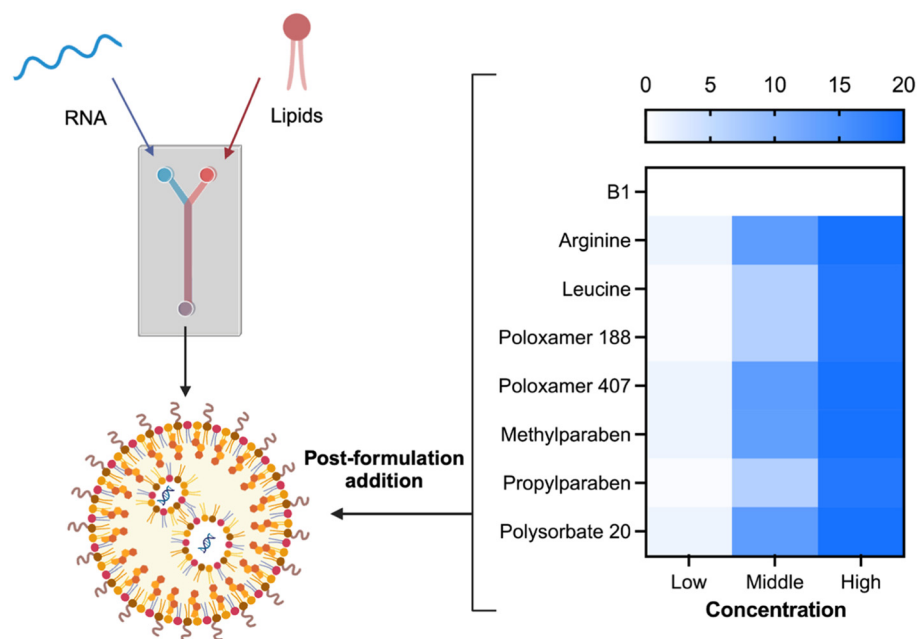 RNA
Lipids
Post-formulation
addition
0 5 10 15 20
B1
Arginine
Leucine
Poloxamer 188
Poloxamer 407
Methylparaben
Propylparaben
Polysorbate 20
Low Middle High
Concentration